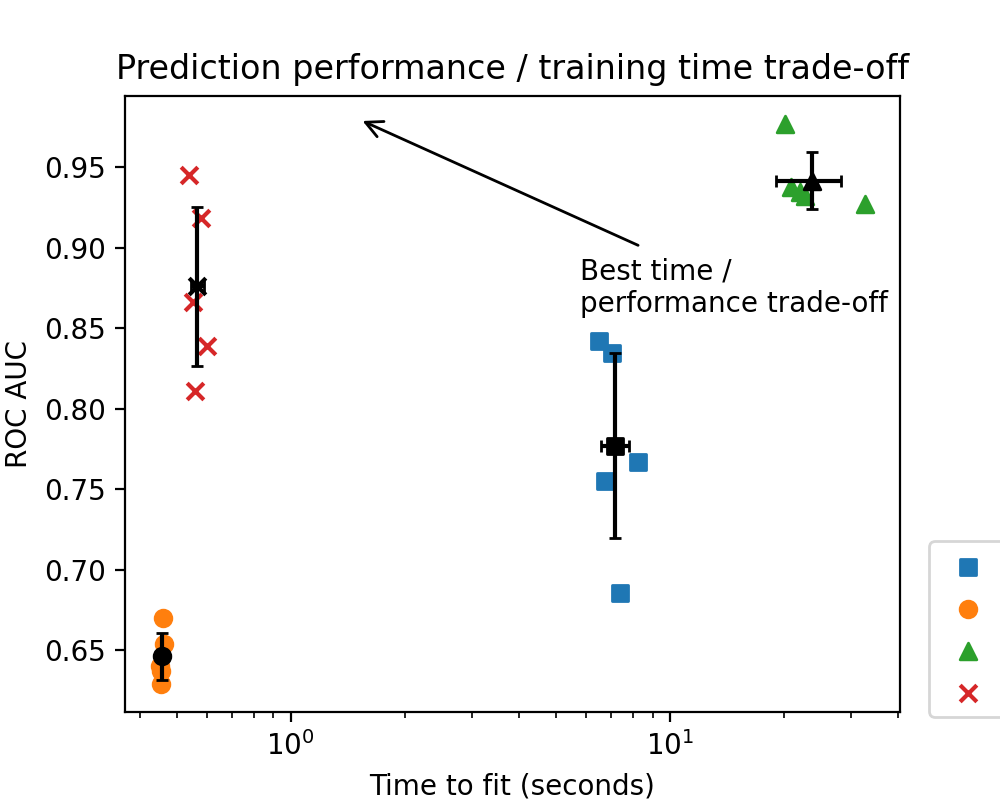 Prediction performance / training time trade-off
0.95
0.90
0.85
0.80
0.75
0.70
0.65
ROC AUC
Best time /
performance trade-off
10⁰
10¹
Time to fit (seconds)